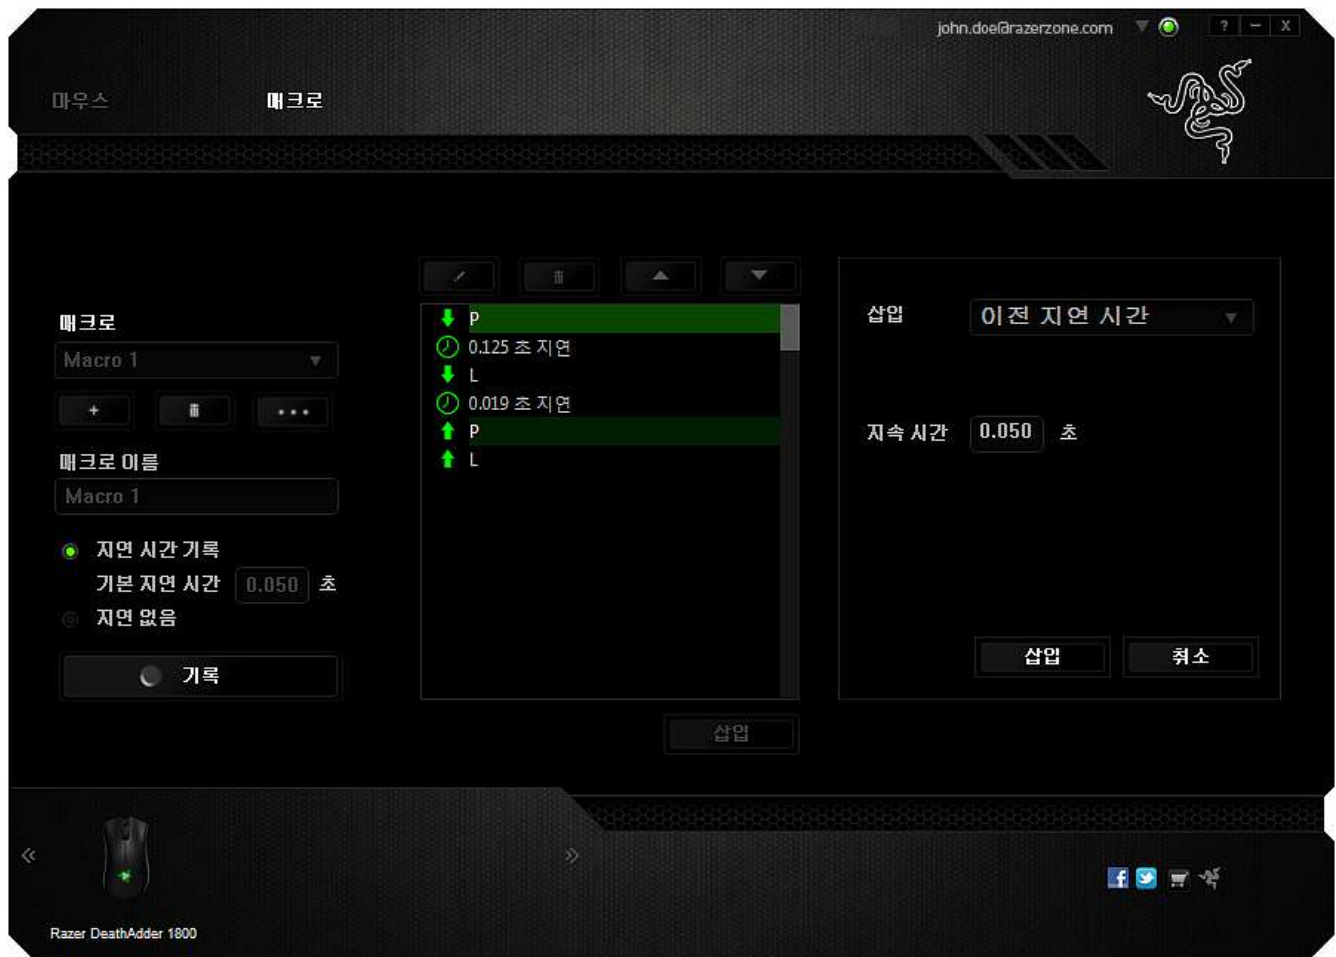 john.doe@razerzone.com
? – X
마우스
매크로
매크로
Macro 1
매크로 이름
Macro 1
지연 시간 기록
기본 지연 시간 0.050 초
지연 없음
기록
P
0.125 초 지연
L
0.019 초 지연
P
L
삽입
삽입 이전 지연 시간
지속 시간 0.050 초
삽입 취소
Razer DeathAdder 1800